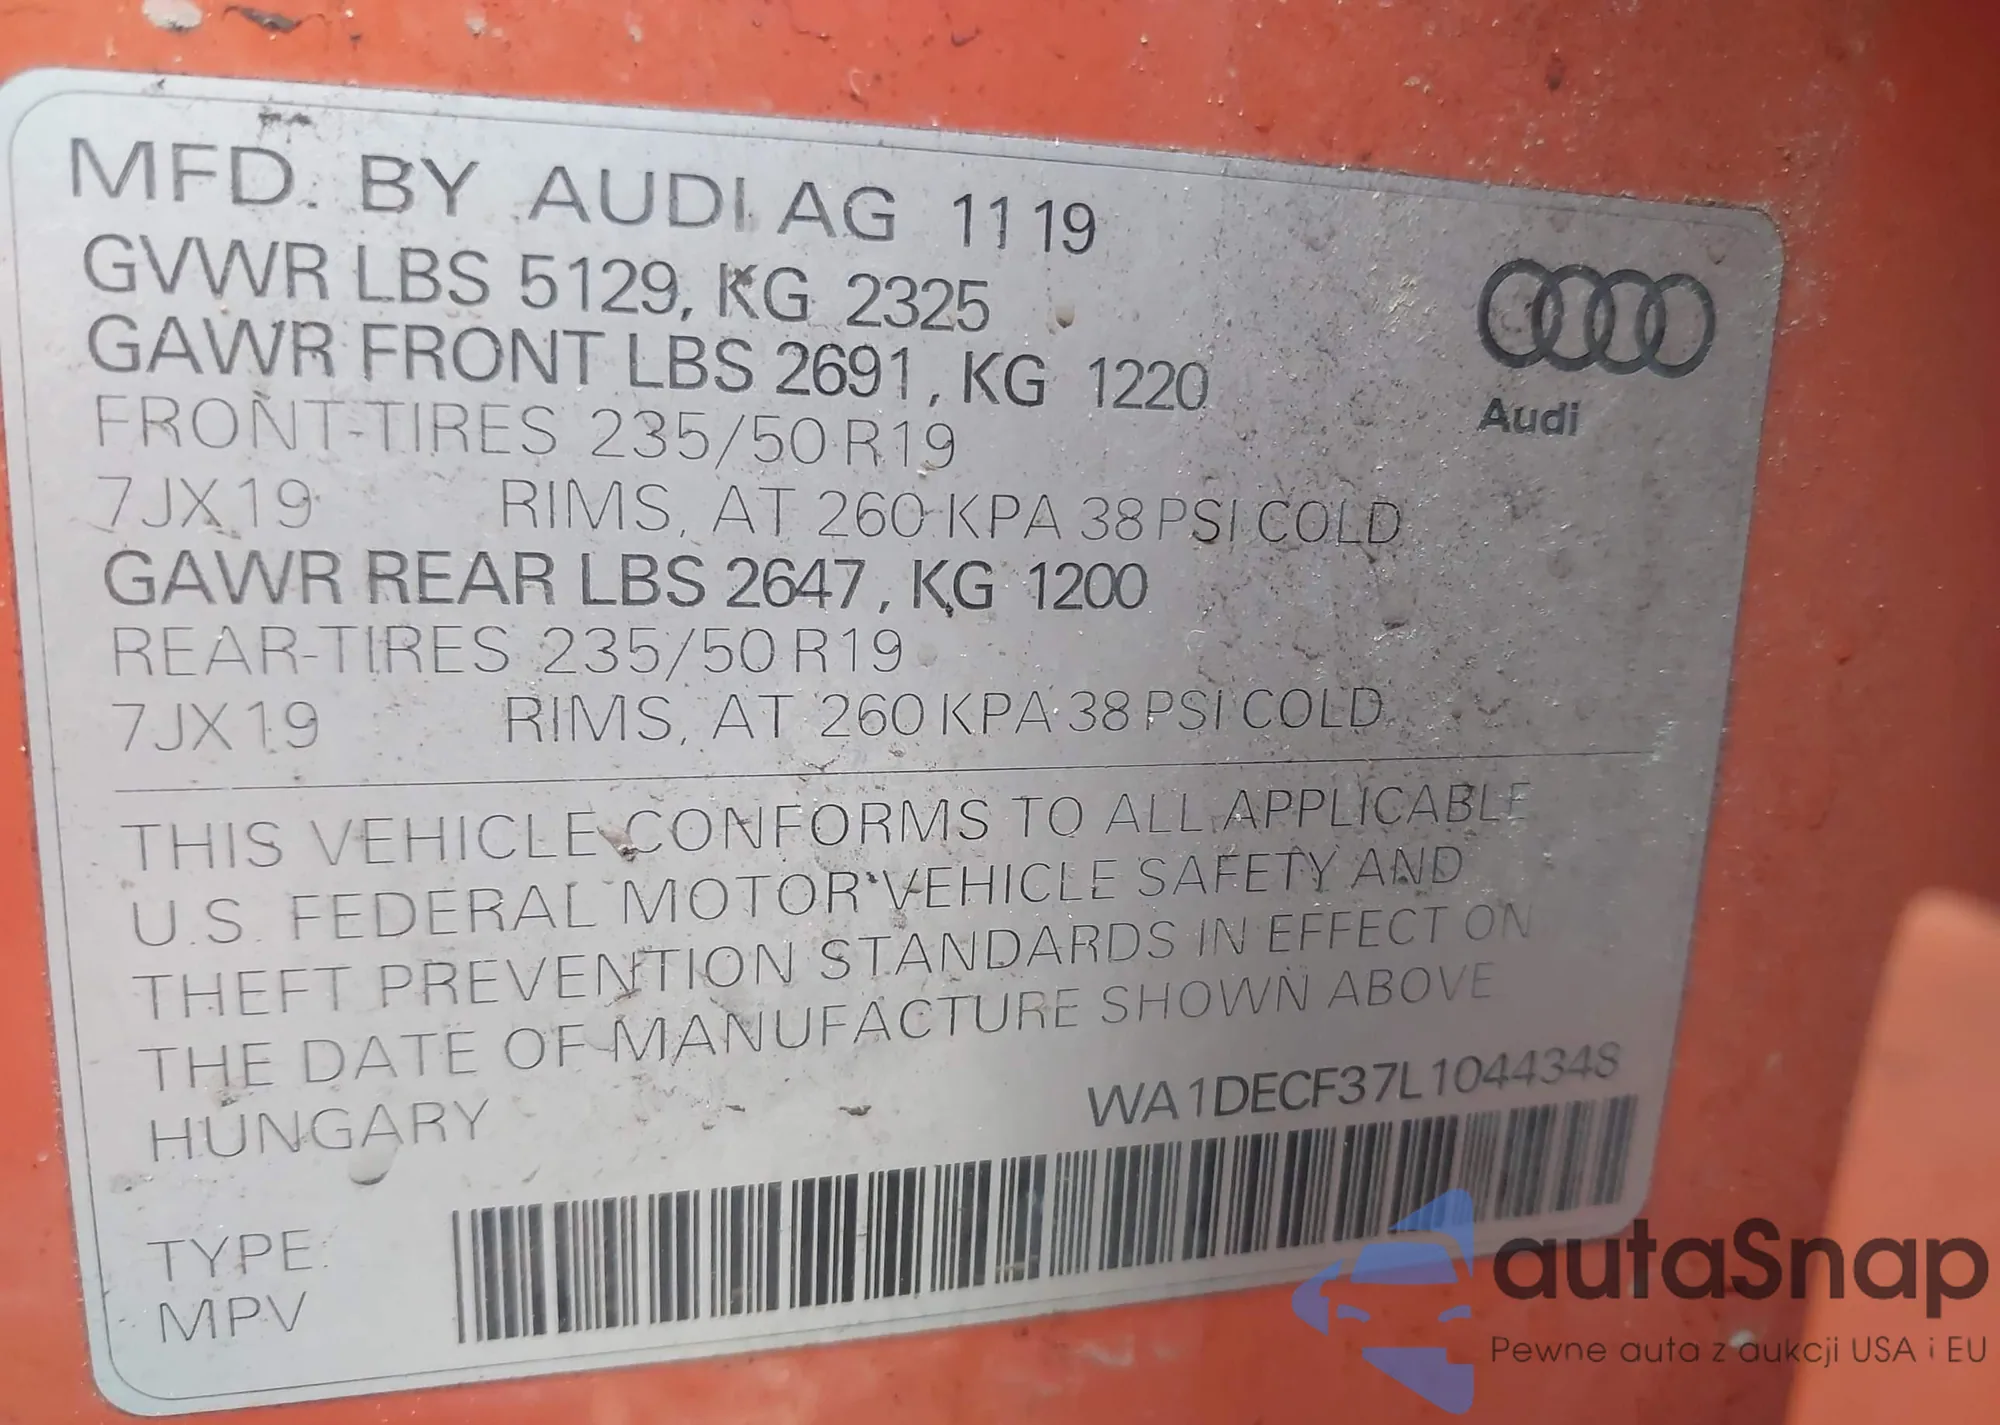 MFD. BY AUDI AG 11 19
GVWR LBS 5129, KG 2325
GAWR FRONT LBS 2691, KG 1220
FRONT-TIRES 235/50 R19
7JX19 RIMS, AT 260 KPA 38 PSI COLD
GAWR REAR LBS 2647, KG 1200
REAR-TIRES 235/50 R19
7JX19 RIMS, AT 260 KPA 38 PSI COLD
Audi
THIS VEHICLE CONFORMS TO ALL APPLICABLE
U.S. FEDERAL MOTOR VEHICLE SAFETY AND
THEFT PREVENTION STANDARDS IN EFFECT ON
THE DATE OF MANUFACTURE SHOWN ABOVE
HUNGARY
WA1DECF37L1044348
TYPE:
MPV
autaSnap
Pewne auta z aukcji USA i EU